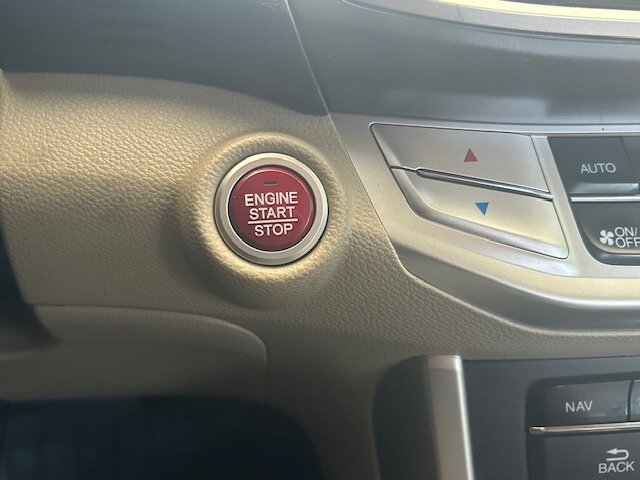 ENGINE
START
STOP
AUTO
ON/
OFF
NAV
BACK